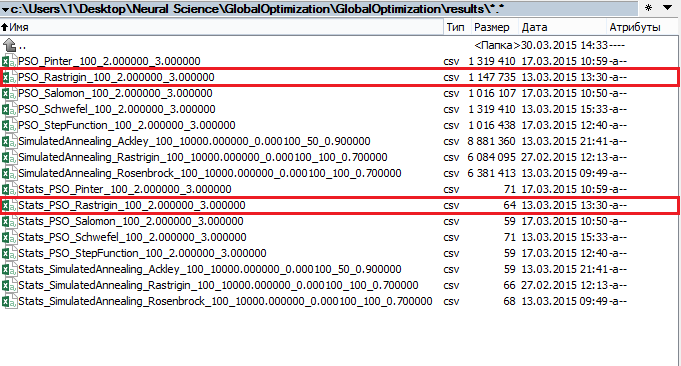 c:\Users\1\Desktop\Neural Science\GlobalOptimization\GlobalOptimization\results\*.*
Имя Тип Размер Дата Атрибуты
.. <Папка> 30.03.2015 14:33 ----
PSO_Pinter_100_2.000000_3.000000 csv 1 319 410 17.03.2015 10:59 -a--
PSO_Rastrigin_100_2.000000_3.000000 csv 1 147 735 13.03.2015 13:30 -a--
PSO_Salomon_100_2.000000_3.000000 csv 1 016 107 17.03.2015 10:50 -a--
PSO_Schwefel_100_2.000000_3.000000 csv 1 319 410 13.03.2015 15:33 -a--
PSO_StepFunction_100_2.000000_3.000000 csv 1 016 438 17.03.2015 12:40 -a--
SimulatedAnnealing_Ackley_100_10000.000000_0.000100_50_0.900000 csv 8 881 360 13.03.2015 21:41 -a--
SimulatedAnnealing_Rastrigin_100_10000.000000_0.000100_100_0.700000 csv 6 084 095 27.02.2015 12:13 -a--
SimulatedAnnealing_Rosenbrock_100_10000.000000_0.000100_100_0.700000 csv 6 381 413 13.03.2015 09:49 -a--
Stats_PSO_Pinter_100_2.000000_3.000000 csv 71 17.03.2015 10:59 -a--
Stats_PSO_Rastrigin_100_2.000000_3.000000 csv 64 13.03.2015 13:30 -a--
Stats_PSO_Salomon_100_2.000000_3.000000 csv 59 17.03.2015 10:50 -a--
Stats_PSO_Schwefel_100_2.000000_3.000000 csv 71 13.03.2015 15:33 -a--
Stats_PSO_StepFunction_100_2.000000_3.000000 csv 59 17.03.2015 12:40 -a--
Stats_SimulatedAnnealing_Ackley_100_10000.000000_0.000100_50_0.900000 csv 59 13.03.2015 21:41 -a--
Stats_SimulatedAnnealing_Rastrigin_100_10000.000000_0.000100_100_0.700000 csv 66 27.02.2015 12:13 -a--
Stats_SimulatedAnnealing_Rosenbrock_100_10000.000000_0.000100_100_0.700000 csv 68 13.03.2015 09:49 -a--